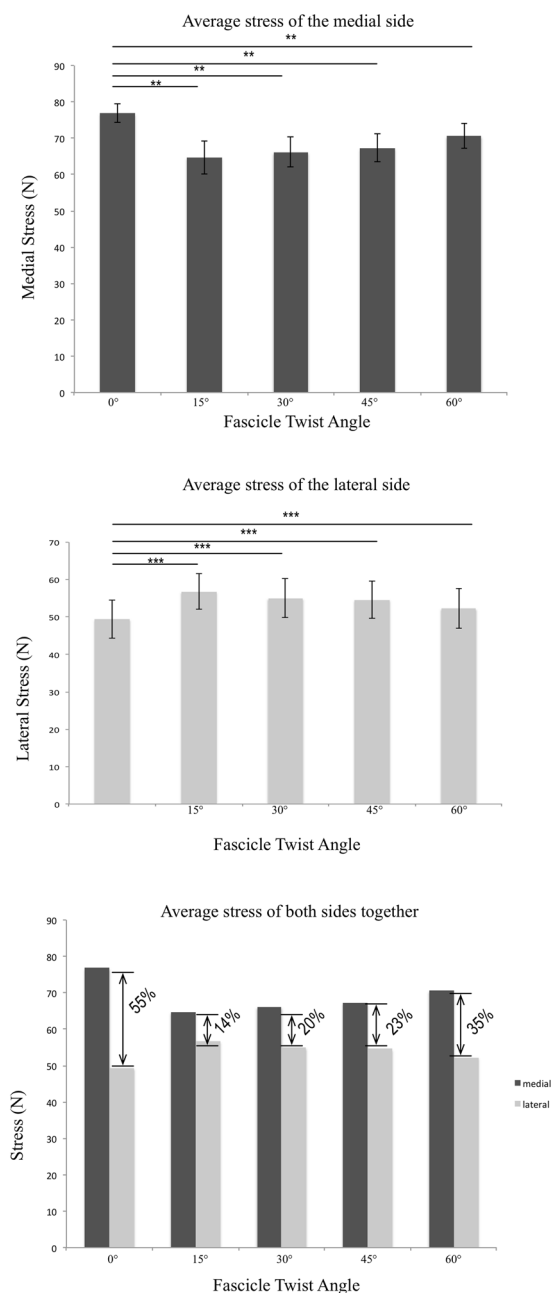 Average stress of the medial side
**
**
**
**
90
80
70
60
50
40
30
20
10
0
Medial Stress (N)
0° 15° 30° 45° 60°
Fascicle Twist Angle
Average stress of the lateral side
***
***
***
***
70
60
50
40
30
20
10
0
Lateral Stress (N)
15° 30° 45° 60°
Fascicle Twist Angle
Average stress of both sides together
90
80
70
60
50
40
30
20
10
0
Stress (N)
55% 14% 20% 23% 35%
medial
lateral
0° 15° 30° 45° 60°
Fascicle Twist Angle